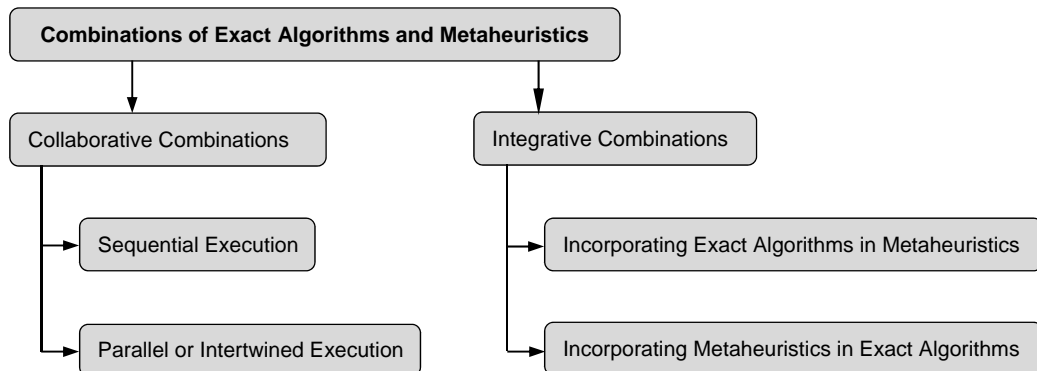 Combinations of Exact Algorithms and Metaheuristics
Collaborative Combinations
Integrative Combinations
Sequential Execution
Incorporating Exact Algorithms in Metaheuristics
Parallel or Intertwined Execution
Incorporating Metaheuristics in Exact Algorithms